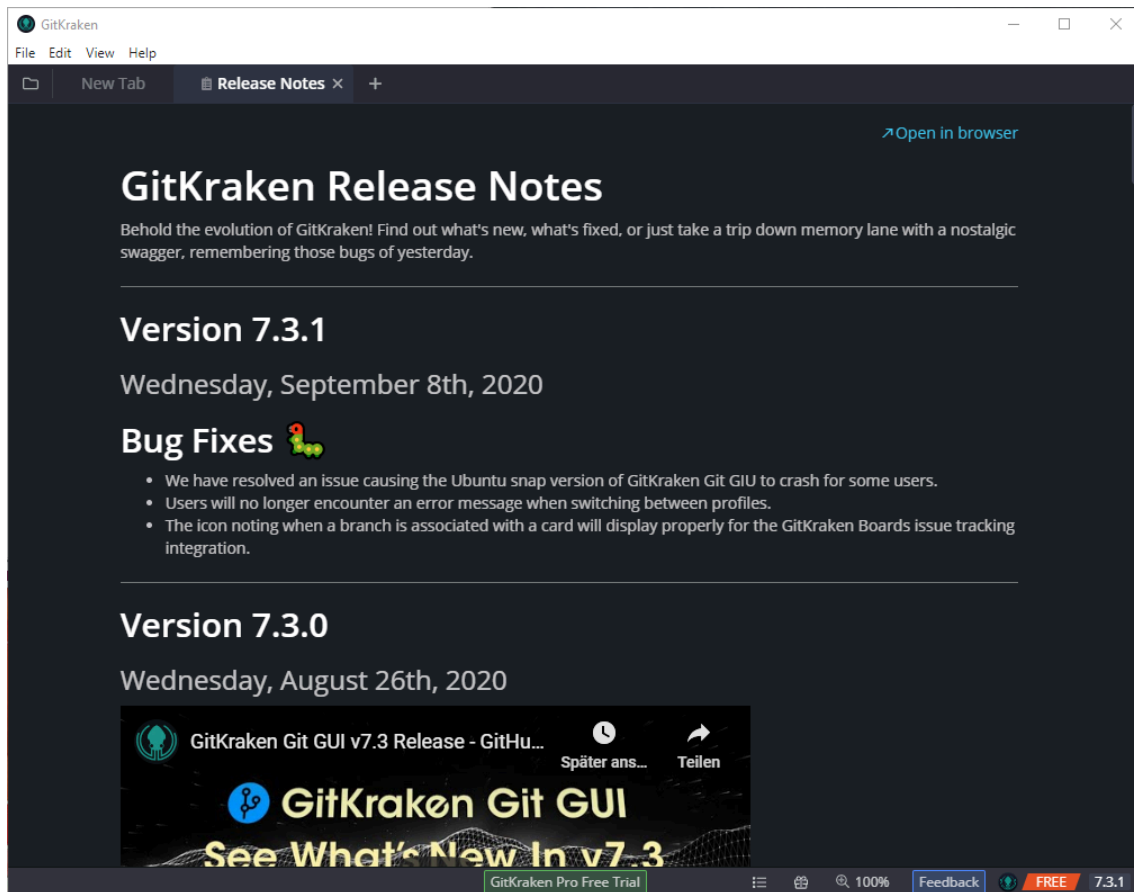 GitKraken
File Edit View Help
New Tab Release Notes
Open in browser
GitKraken Release Notes
Behold the evolution of GitKraken! Find out what's new, what's fixed, or just take a trip down memory lane with a nostalgic
swagger, remembering those bugs of yesterday.
Version 7.3.1
Wednesday, September 8th, 2020
Bug Fixes
• We have resolved an issue causing the Ubuntu snap version of GitKraken Git GIU to crash for some users.
• Users will no longer encounter an error message when switching between profiles.
• The icon noting when a branch is associated with a card will display properly for the GitKraken Boards issue tracking
integration.
Version 7.3.0
Wednesday, August 26th, 2020
GitKraken Git GUI v7.3 Release - GitHu...
Später ans... Teilen
GitKraken Git GUI
See What's New In v7.3
GitKraken Pro Free Trial 100% Feedback FREE 7.3.1